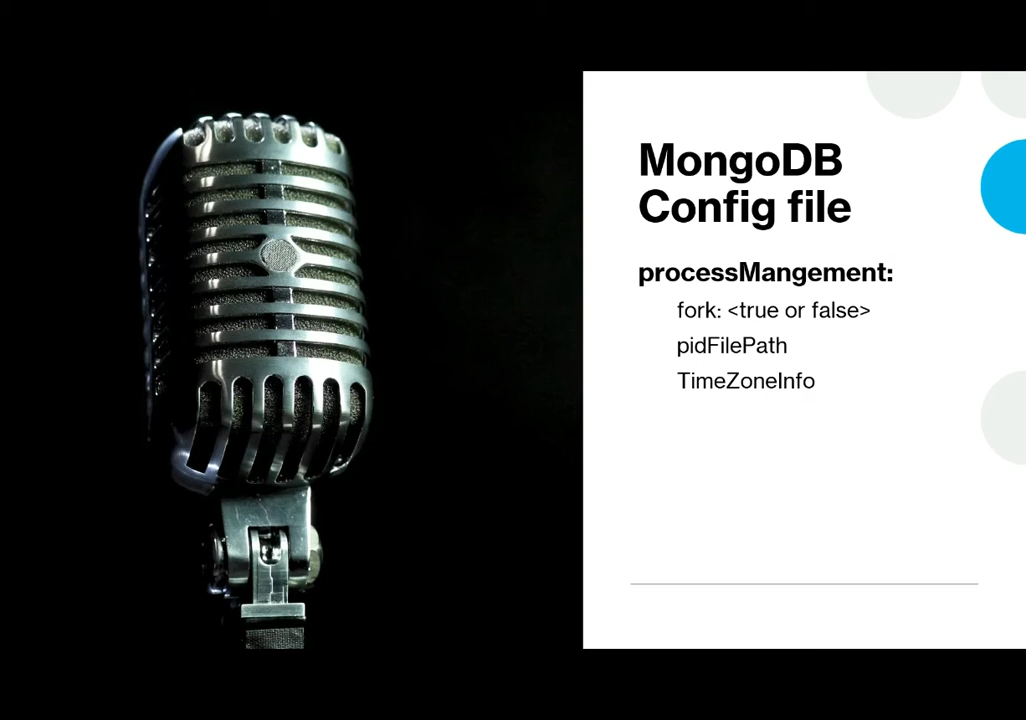 MongoDB
Config file
processMangement:
fork: <true or false>
pidFilePath
TimeZoneInfo